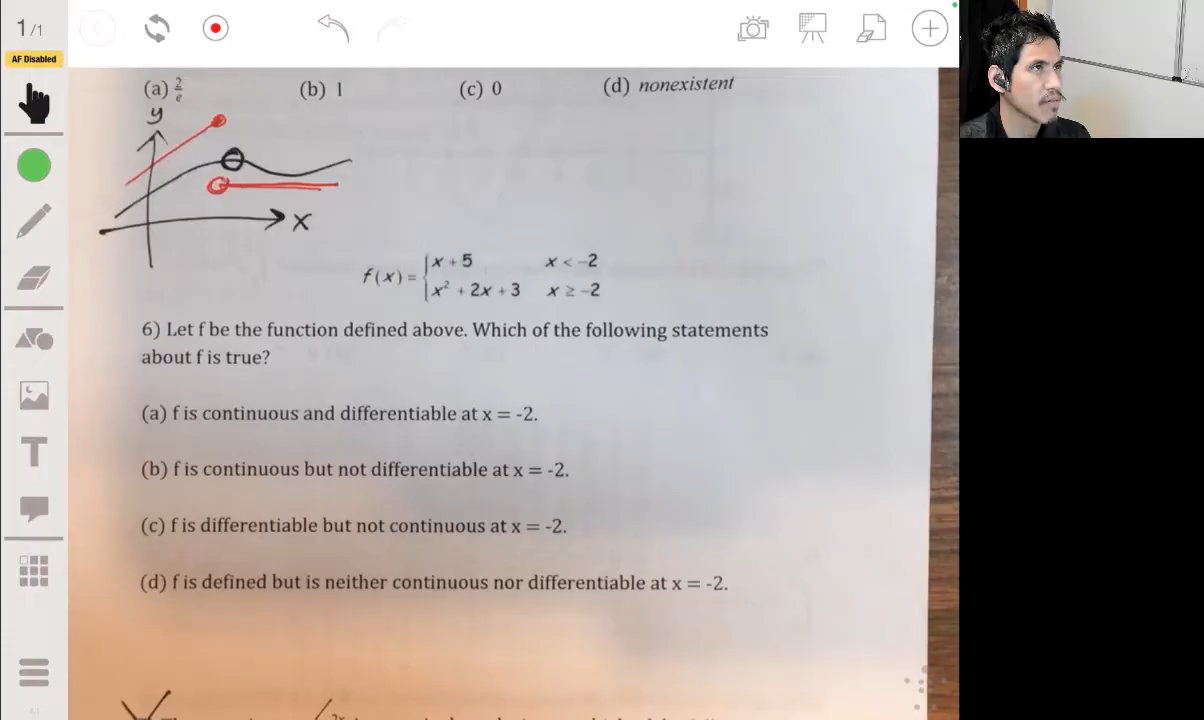 1/1
AF Disabled
(a) 2/e (b) 1 (c) 0 (d) nonexistent
y
x
f(x) = { x + 5 x < -2
x² + 2x + 3 x ≥ -2
6) Let f be the function defined above. Which of the following statements
about f is true?
(a) f is continuous and differentiable at x = -2.
(b) f is continuous but not differentiable at x = -2.
(c) f is differentiable but not continuous at x = -2.
(d) f is defined but is neither continuous nor differentiable at x = -2.
T